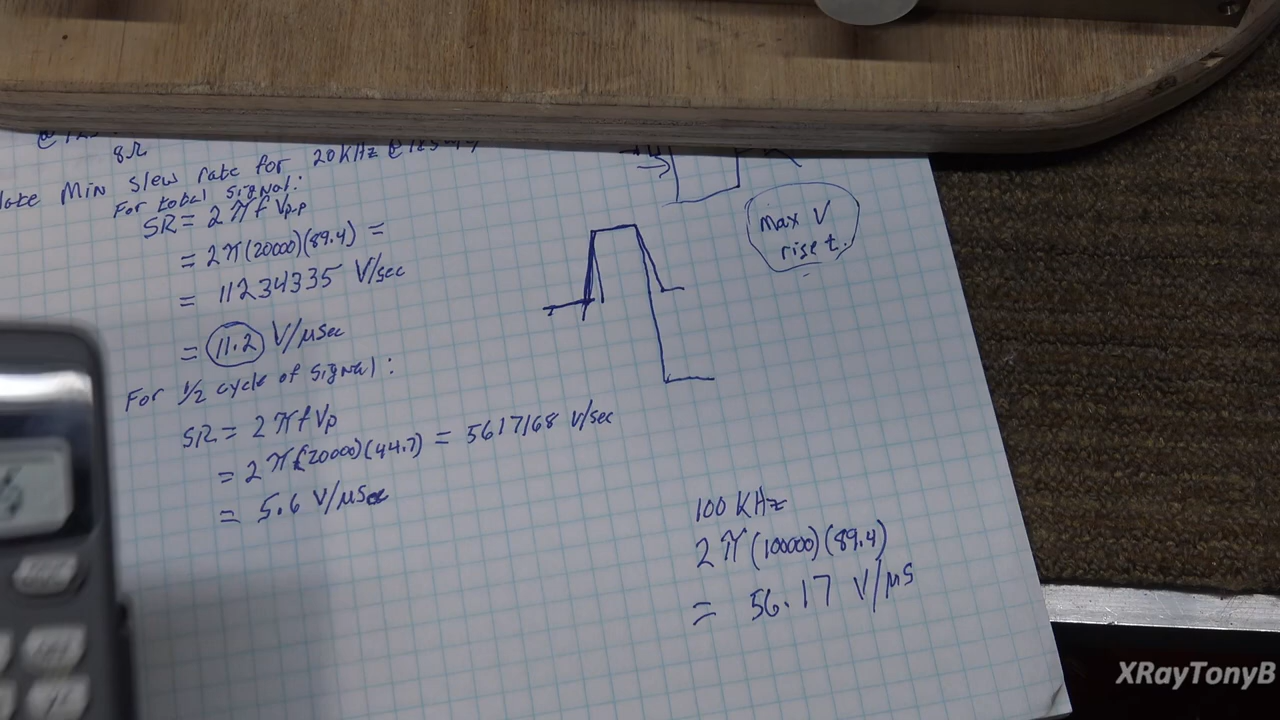 8Ω
Min slew rate for 20KHz @
For total signal:
SR = 2πf Vp-p
= 2π(20000)(89.4) =
= 11234335 V/sec
= 11.2 V/μsec
For 1/2 cycle of signal:
SR = 2πf Vp
= 2π(20000)(44.7) = 5617168 V/sec
= 5.6 V/μsec
max V
rise t.
100 KHz
2π(100000)(89.4)
= 56.17 V/μs
XRayTonyB